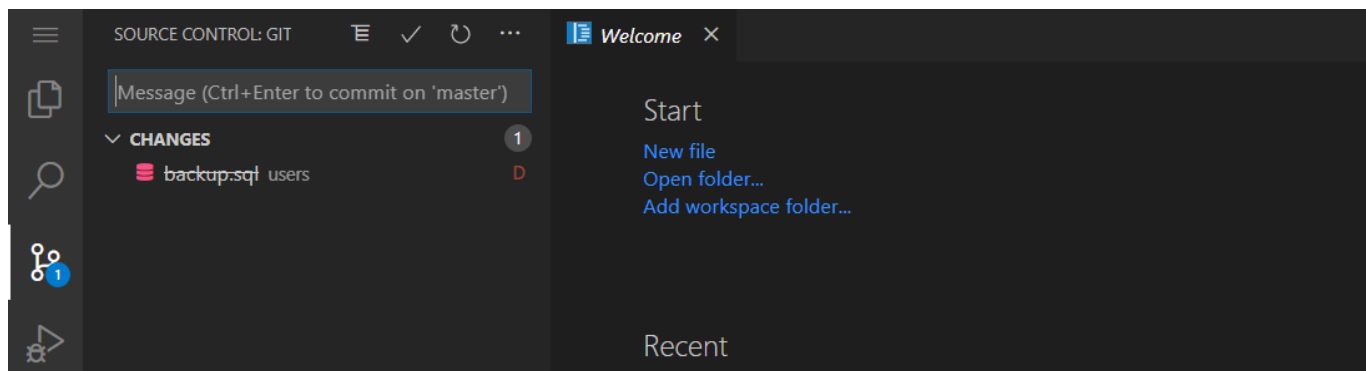 SOURCE CONTROL: GIT
Message (Ctrl+Enter to commit on 'master')
CHANGES 1
backup.sql users D
1
Welcome
Start
New file
Open folder...
Add workspace folder...
Recent